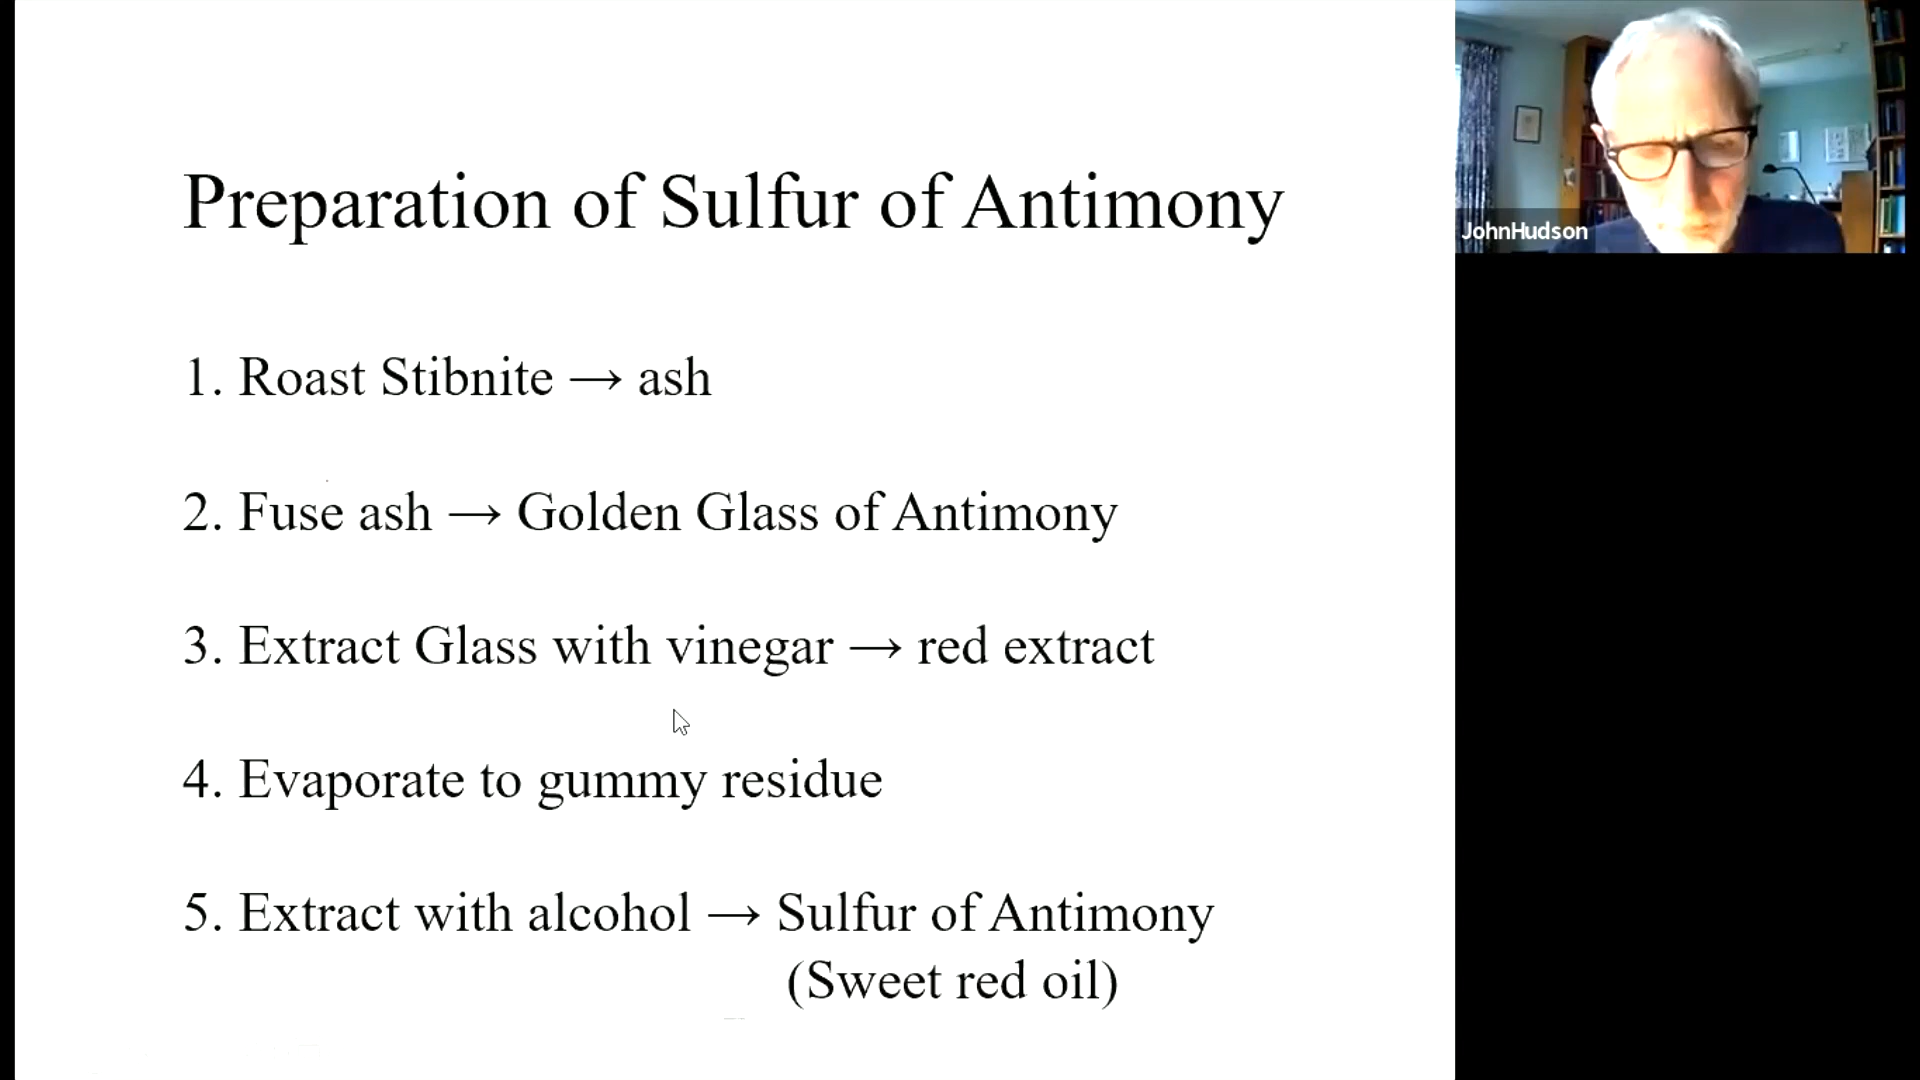 Preparation of Sulfur of Antimony
1. Roast Stibnite → ash
2. Fuse ash → Golden Glass of Antimony
3. Extract Glass with vinegar → red extract
4. Evaporate to gummy residue
5. Extract with alcohol → Sulfur of Antimony
(Sweet red oil)
JohnHudson